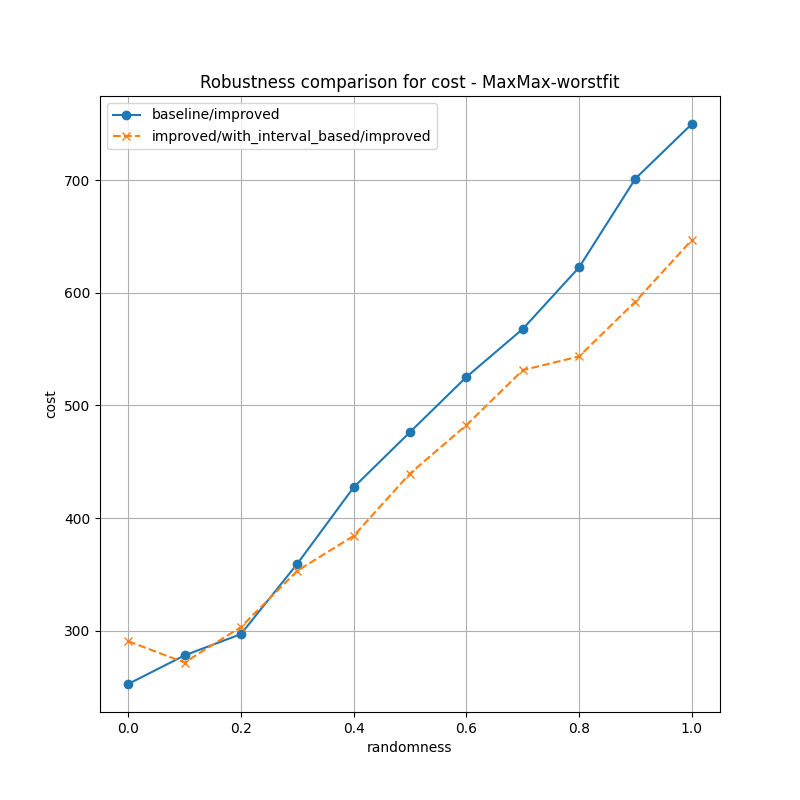 Robustness comparison for cost - MaxMax-worstfit
baseline/improved
improved/with_interval_based/improved
700
600
500
400
300
cost
0.0 0.2 0.4 0.6 0.8 1.0
randomness